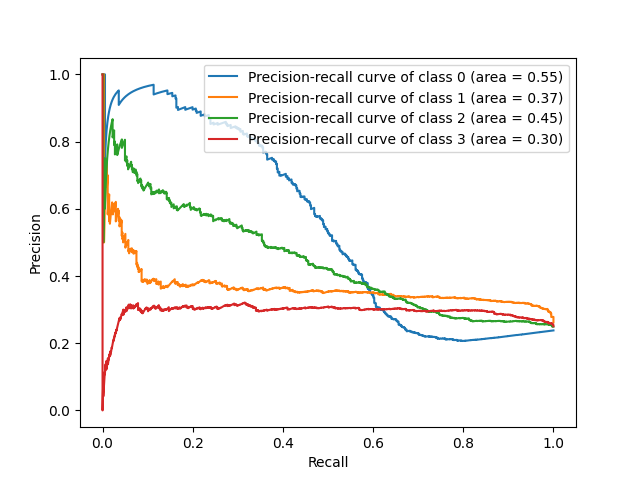 Precision-recall curve of class 0 (area = 0.55)
Precision-recall curve of class 1 (area = 0.37)
Precision-recall curve of class 2 (area = 0.45)
Precision-recall curve of class 3 (area = 0.30)
1.0
0.8
0.6
0.4
0.2
0.0
Precision
0.0 0.2 0.4 0.6 0.8 1.0
Recall